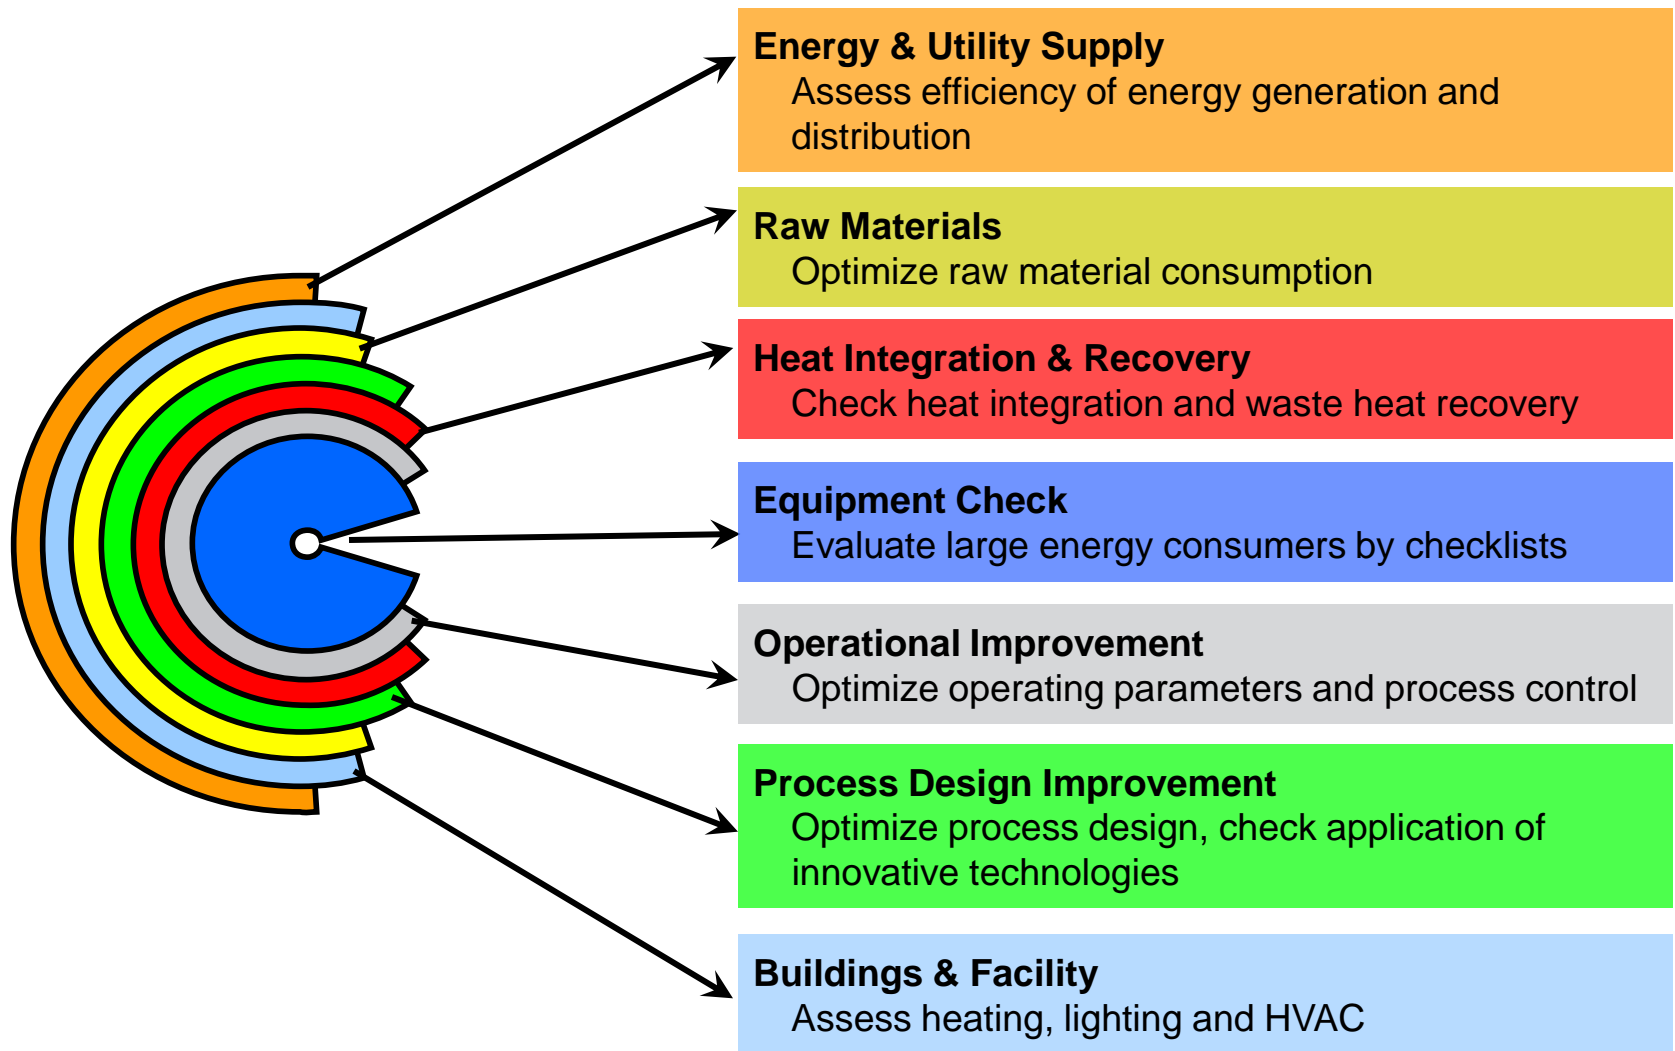 Energy & Utility Supply
Assess efficiency of energy generation and
distribution
Raw Materials
Optimize raw material consumption
Heat Integration & Recovery
Check heat integration and waste heat recovery
Equipment Check
Evaluate large energy consumers by checklists
Operational Improvement
Optimize operating parameters and process control
Process Design Improvement
Optimize process design, check application of
innovative technologies
Buildings & Facility
Assess heating, lighting and HVAC